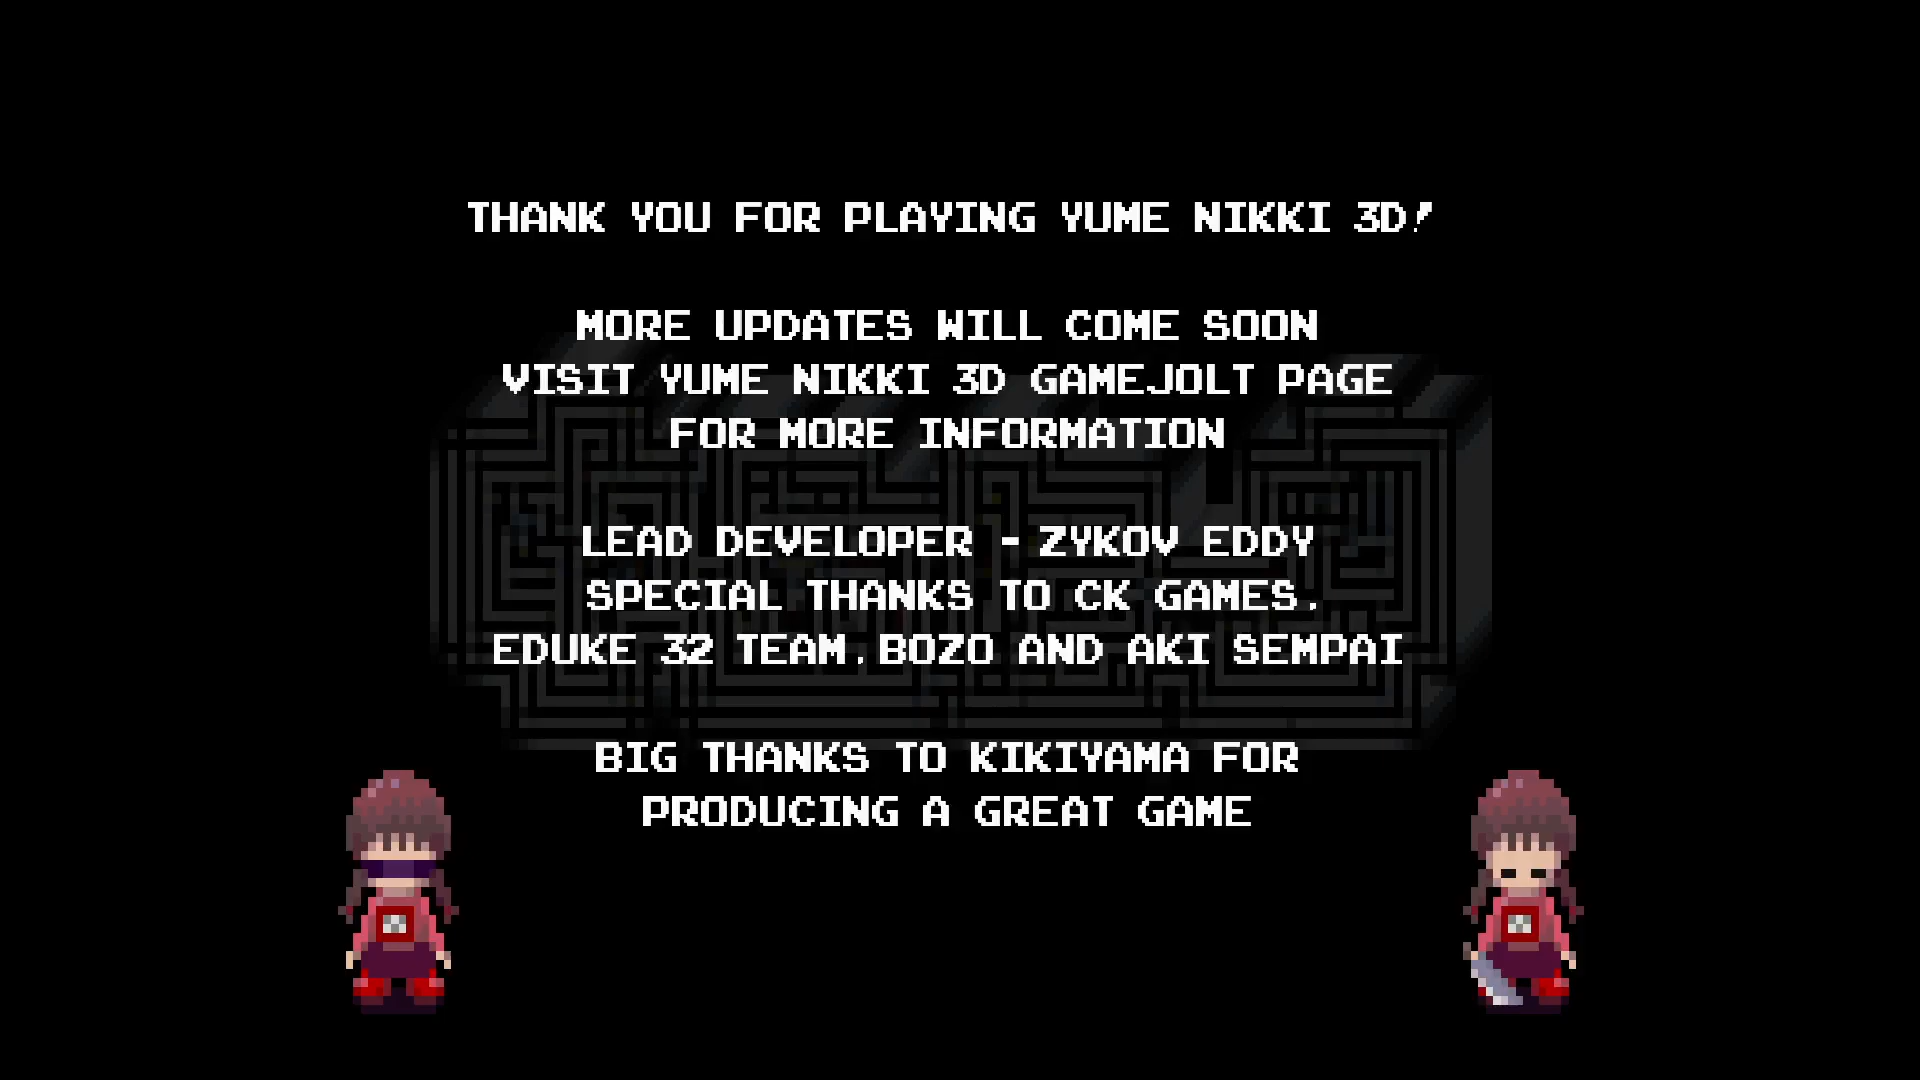 THANK YOU FOR PLAYING YUME NIKKI 3D!
MORE UPDATES WILL COME SOON
VISIT YUME NIKKI 3D GAMEJOLT PAGE
FOR MORE INFORMATION
LEAD DEVELOPER - ZYKOV EDDY
SPECIAL THANKS TO CK GAMES,
EDUKE 32 TEAM,BOZO AND AKI SEMPAI
BIG THANKS TO KIKIYAMA FOR
PRODUCING A GREAT GAME